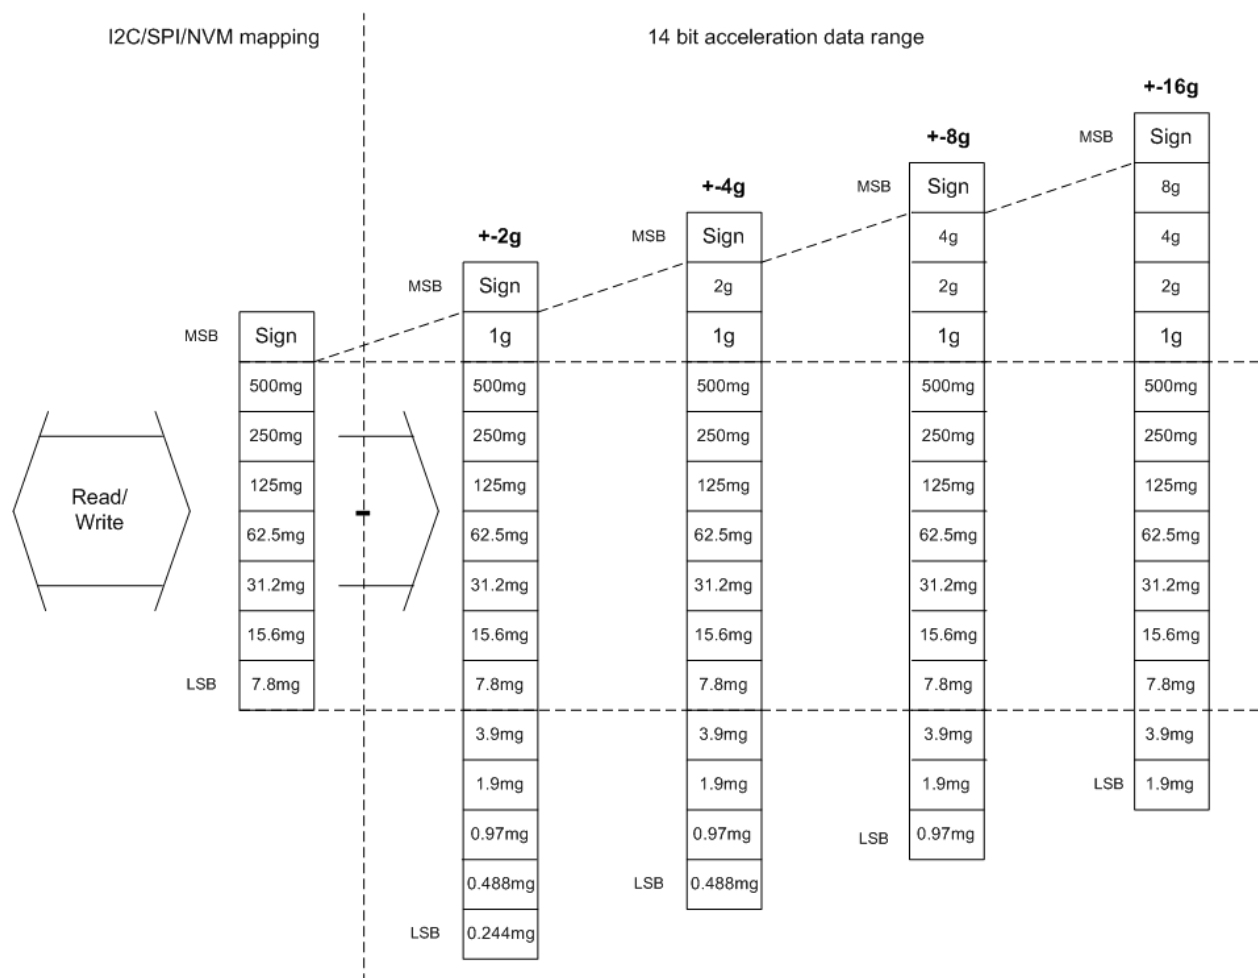 I2C/SPI/NVM mapping
14 bit acceleration data range
MSB
Sign
500mg
250mg
125mg
62.5mg
31.2mg
15.6mg
LSB
7.8mg
Read/
Write
+-2g
MSB
Sign
1g
500mg
250mg
125mg
62.5mg
31.2mg
15.6mg
7.8mg
3.9mg
1.9mg
0.97mg
0.488mg
LSB
0.244mg
+-4g
MSB
Sign
2g
1g
500mg
250mg
125mg
62.5mg
31.2mg
15.6mg
7.8mg
3.9mg
1.9mg
0.97mg
LSB
0.488mg
+-8g
MSB
Sign
4g
2g
1g
500mg
250mg
125mg
62.5mg
31.2mg
15.6mg
7.8mg
3.9mg
1.9mg
LSB
0.97mg
+-16g
MSB
Sign
8g
4g
2g
1g
500mg
250mg
125mg
62.5mg
31.2mg
15.6mg
7.8mg
3.9mg
LSB
1.9mg